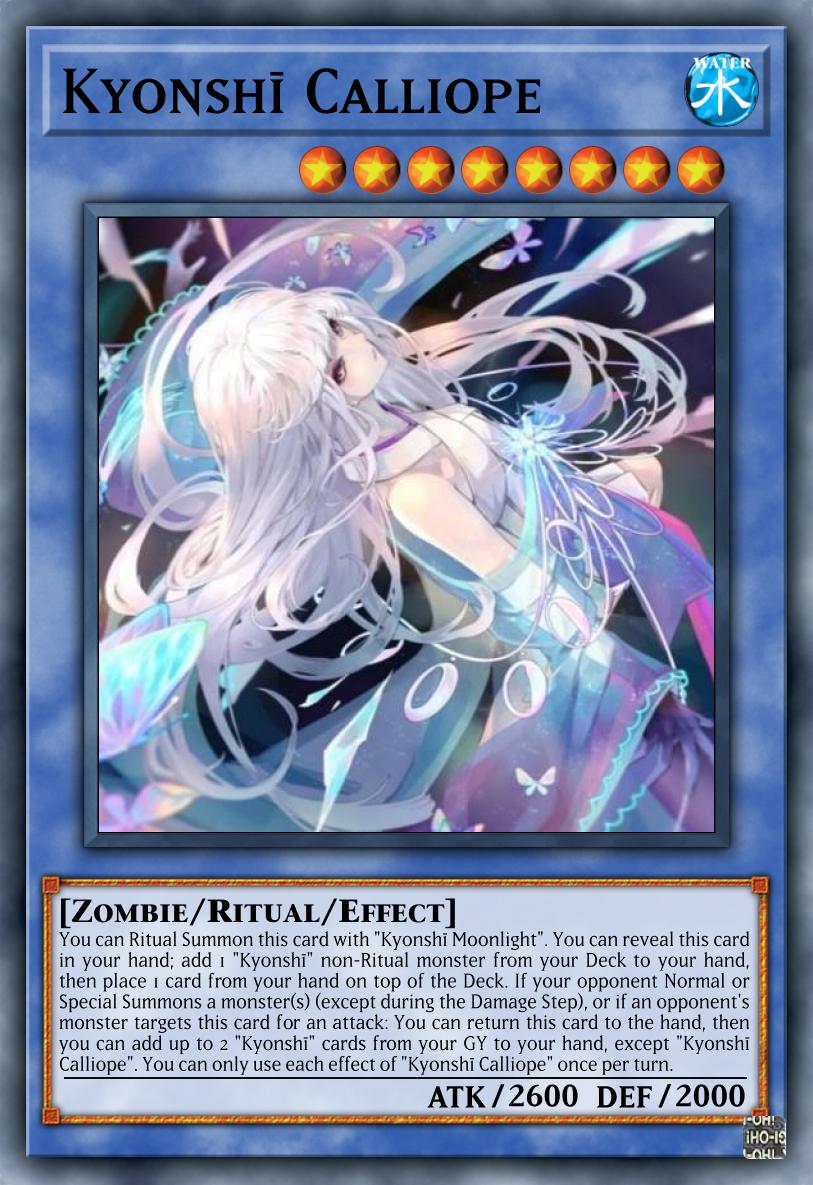 Kyonshī Calliope
WATER
水
[Zombie/Ritual/Effect]
You can Ritual Summon this card with "Kyonshī Moonlight". You can reveal this card
in your hand; add 1 "Kyonshī" non-Ritual monster from your Deck to your hand,
then place 1 card from your hand on top of the Deck. If your opponent Normal or
Special Summons a monster(s) (except during the Damage Step), or if an opponent's
monster targets this card for an attack: You can return this card to the hand, then
you can add up to 2 "Kyonshī" cards from your GY to your hand, except "Kyonshī
Calliope". You can only use each effect of "Kyonshī Calliope" once per turn.
ATK/2600 DEF/2000